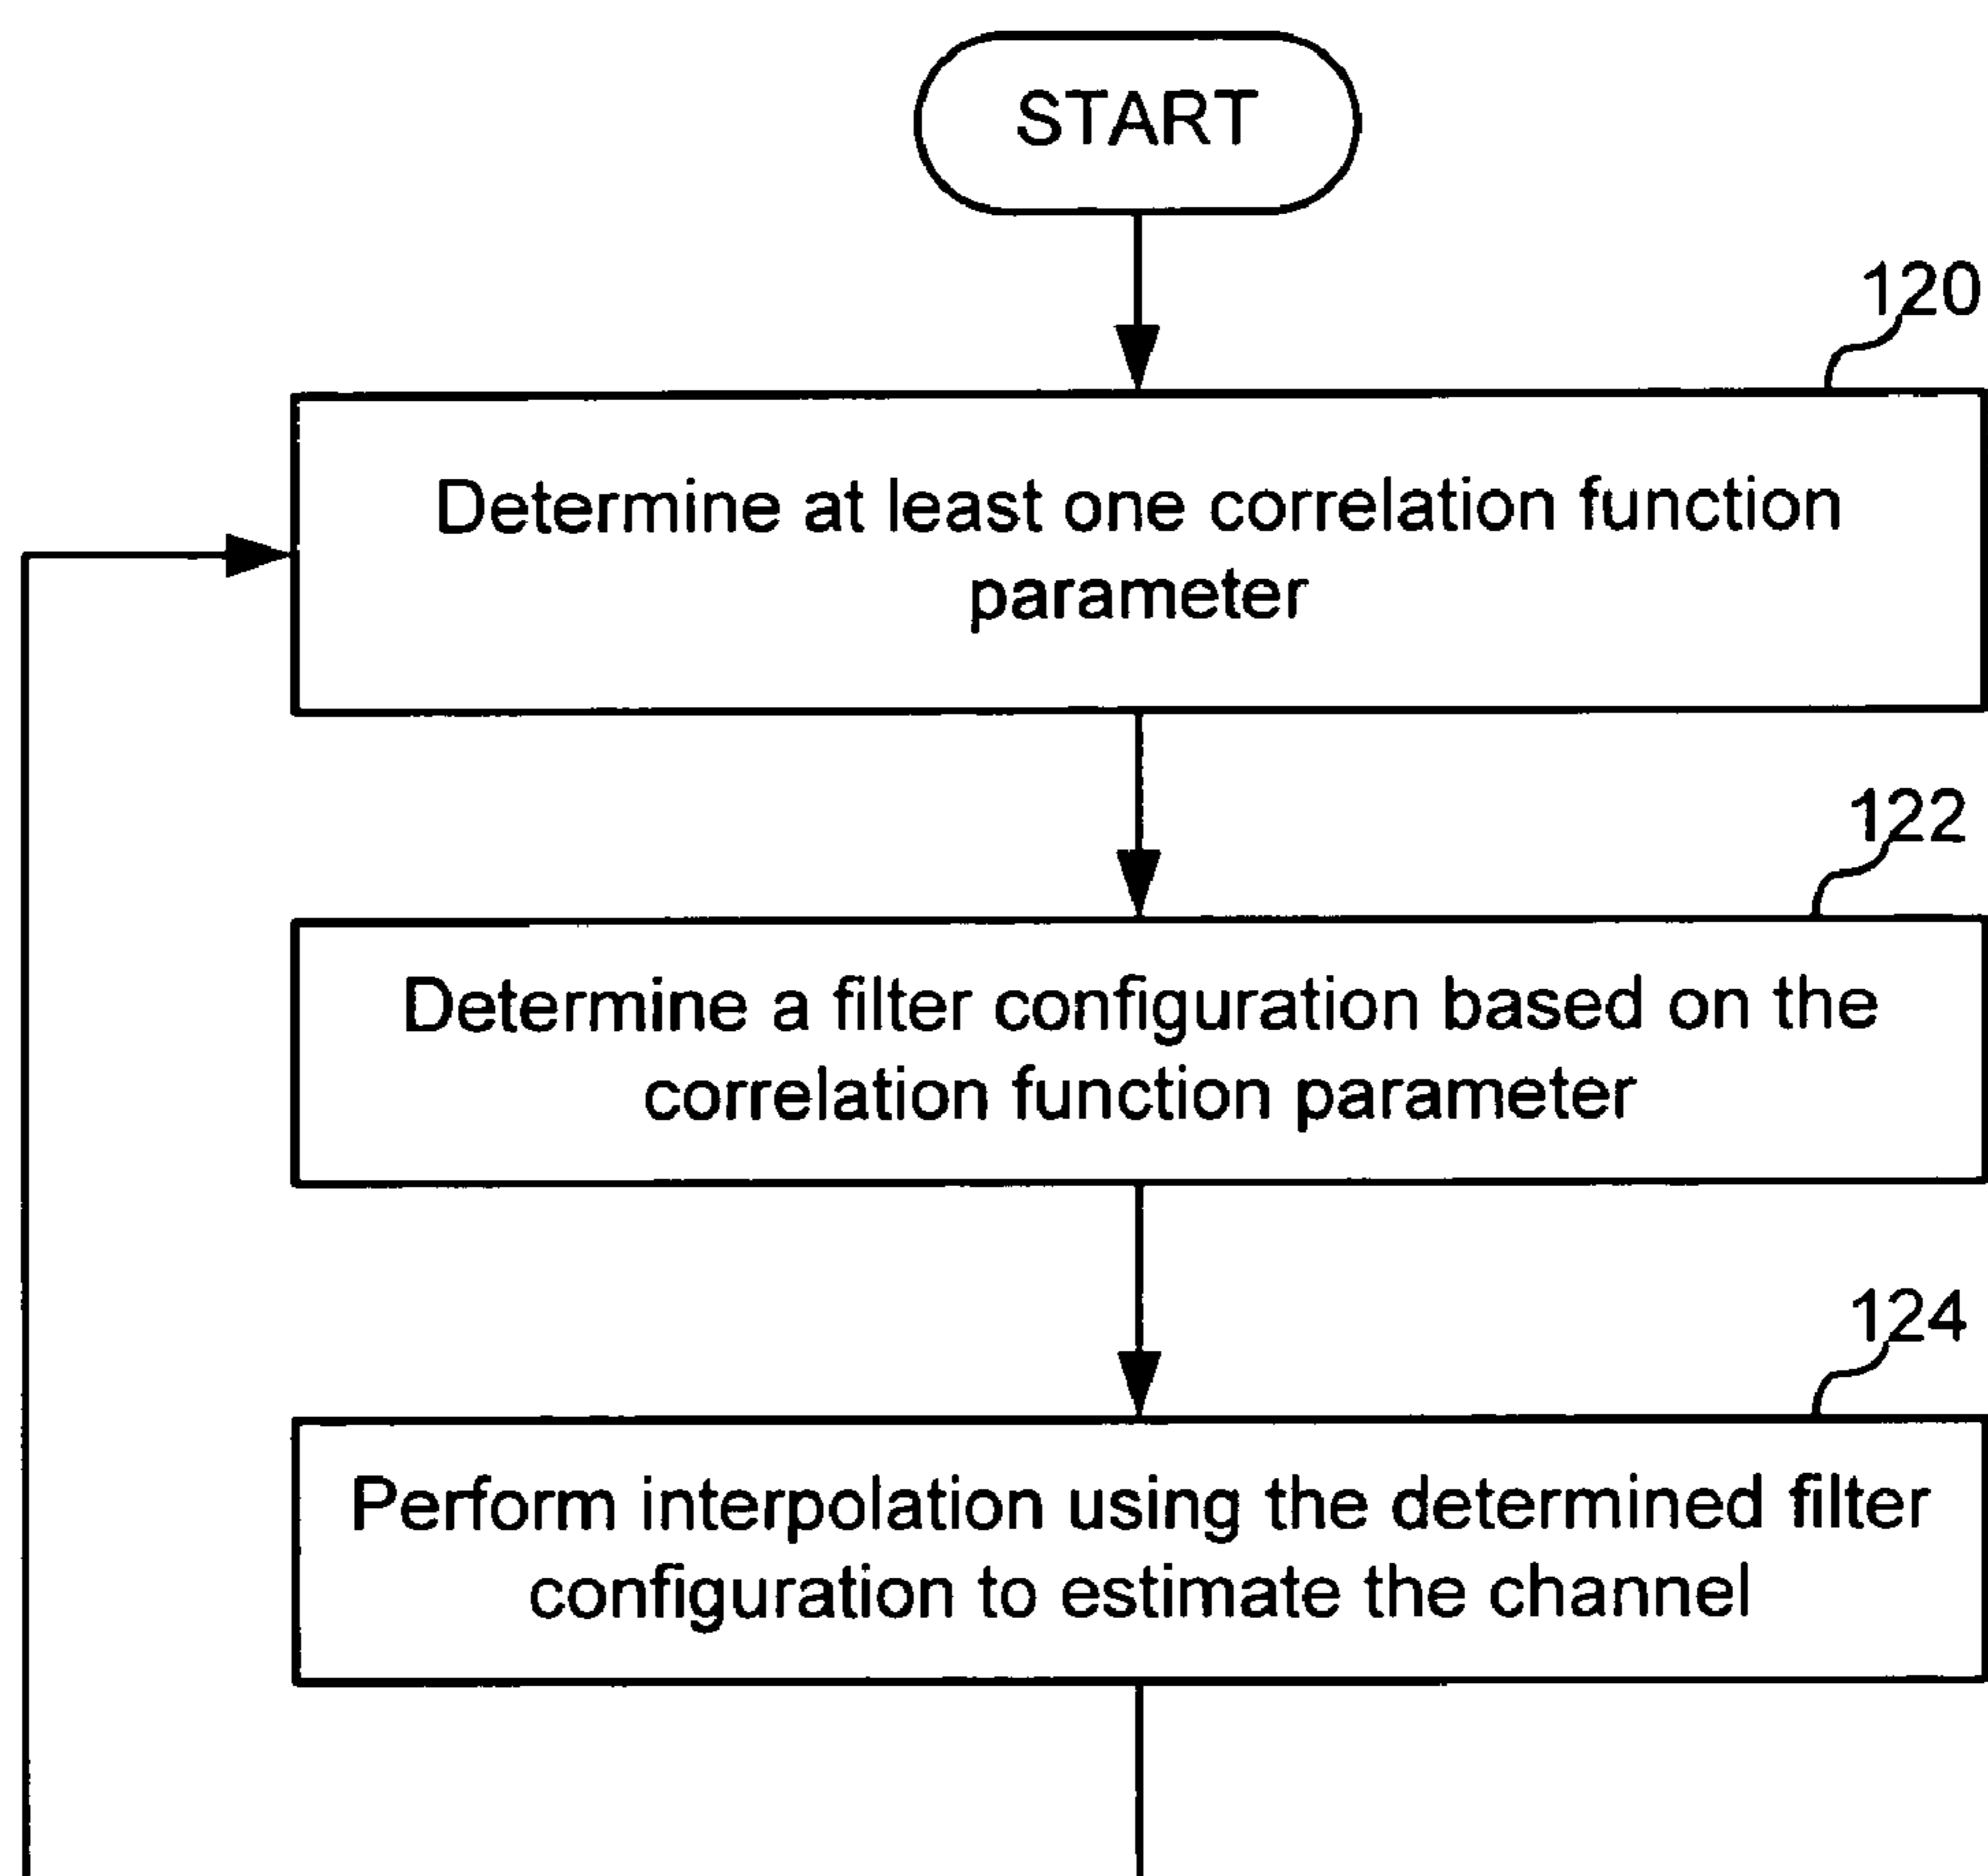 START
120
Determine at least one correlation function
parameter
122
Determine a filter configuration based on the
correlation function parameter
124
Perform interpolation using the determined filter
configuration to estimate the channel